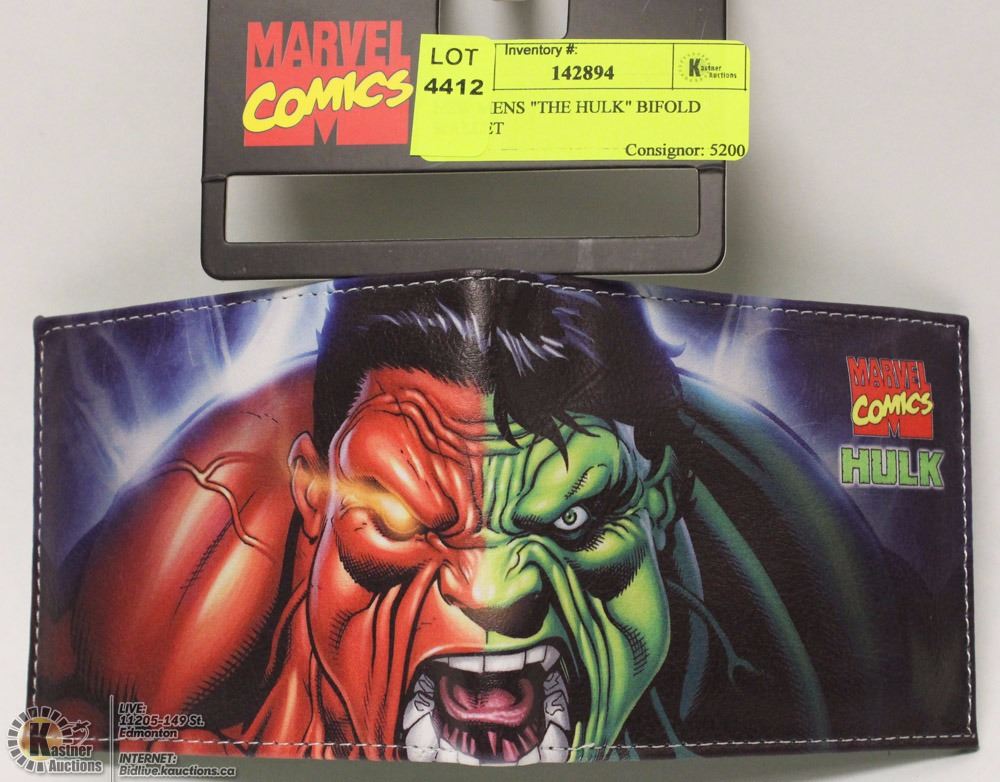 MARVEL
COMICS
LOT
4412
Inventory #:
142894
Kastner
Auctions
"THE HULK" BIFOLD
Consignor: 5200
MARVEL
COMICS
HULK
Kastner
Auctions
LIVE:
11205-149 St.
Edmonton
INTERNET:
Bidlive.kauctions.ca